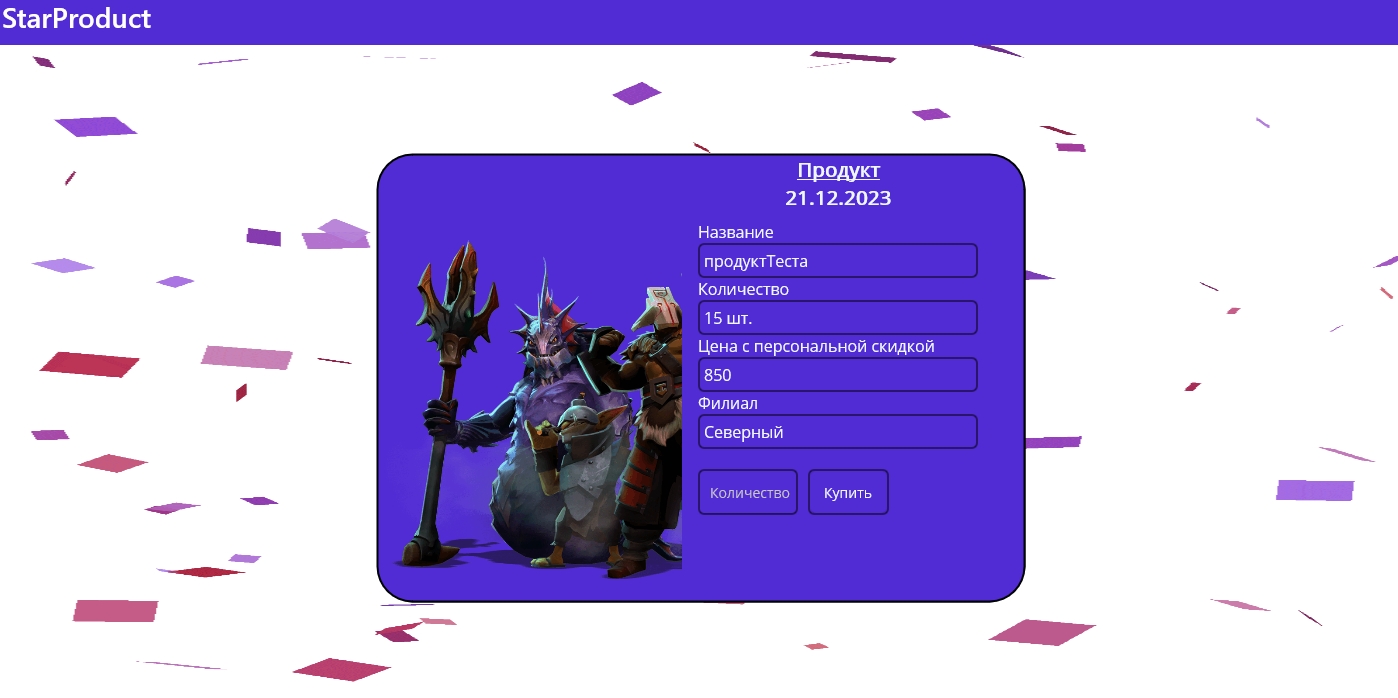 StarProduct
Продукт
21.12.2023
Название
продуктТеста
Количество
15 шт.
Цена с персональной скидкой
850
Филиал
Северный
Количество
Купить